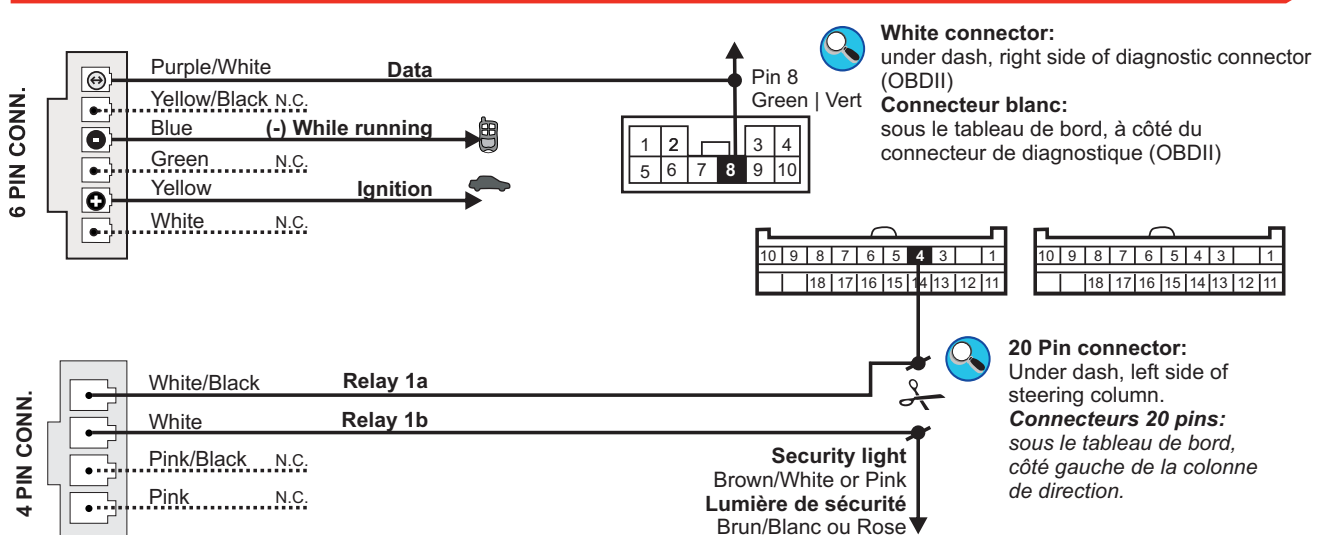 6 PIN CONN.
Purple/White Data
Yellow/Black N.C.
Blue (-) While running
Green N.C.
Yellow Ignition
White N.C.
Pin 8
Green | Vert
1 2 3 4
5 6 7 8 9 10
White connector:
under dash, right side of diagnostic connector
(OBDII)
Connecteur blanc:
sous le tableau de bord, à côté du
connecteur de diagnostique (OBDII)
10 9 8 7 6 5 4 3 1
18 17 16 15 14 13 12 11
10 9 8 7 6 5 4 3 1
18 17 16 15 14 13 12 11
4 PIN CONN.
White/Black Relay 1a
White Relay 1b
Pink/Black N.C.
Pink N.C.
Security light
Brown/White or Pink
Lumière de sécurité
Brun/Blanc ou Rose
20 Pin connector:
Under dash, left side of
steering column.
Connecteurs 20 pins:
sous le tableau de bord,
côté gauche de la colonne
de direction.